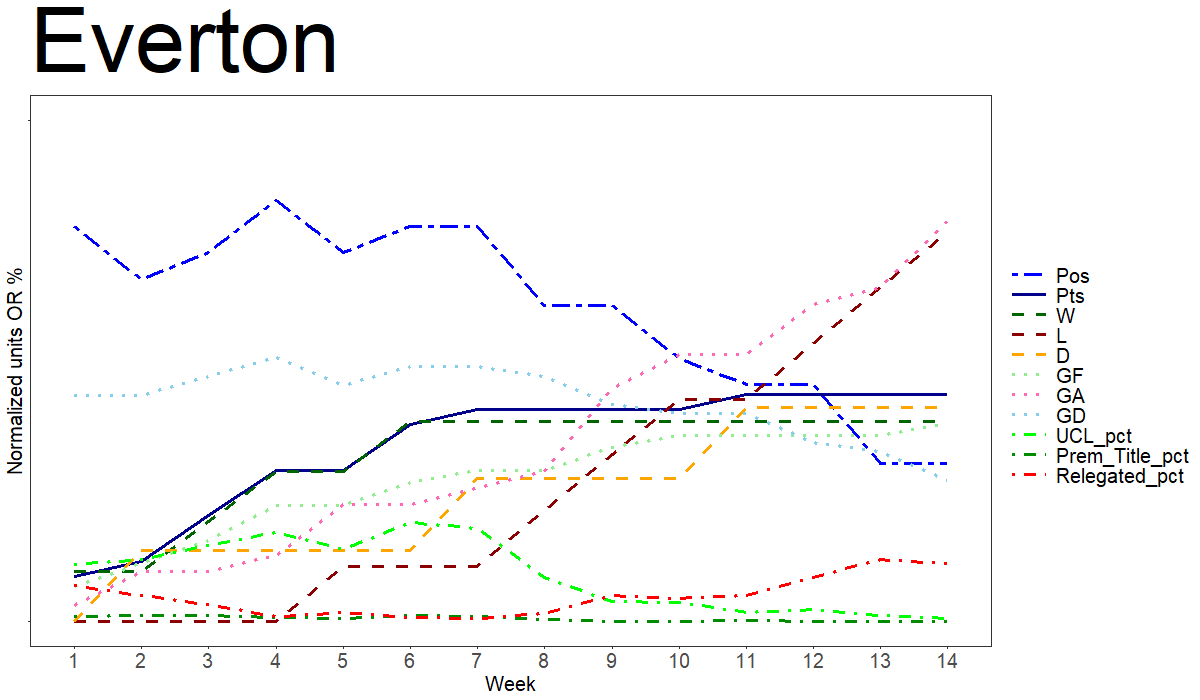 Everton
Normalized units OR %
Pos
Pts
W
L
D
GF
GA
GD
UCL_pct
Prem_Title_pct
Relegated_pct
1 2 3 4 5 6 7 8 9 10 11 12 13 14
Week